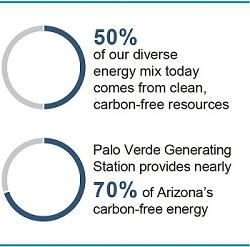 50%
of our diverse
energy mix today
comes from clean,
carbon-free resources
Palo Verde Generating
Station provides nearly
70% of Arizona's
carbon-free energy